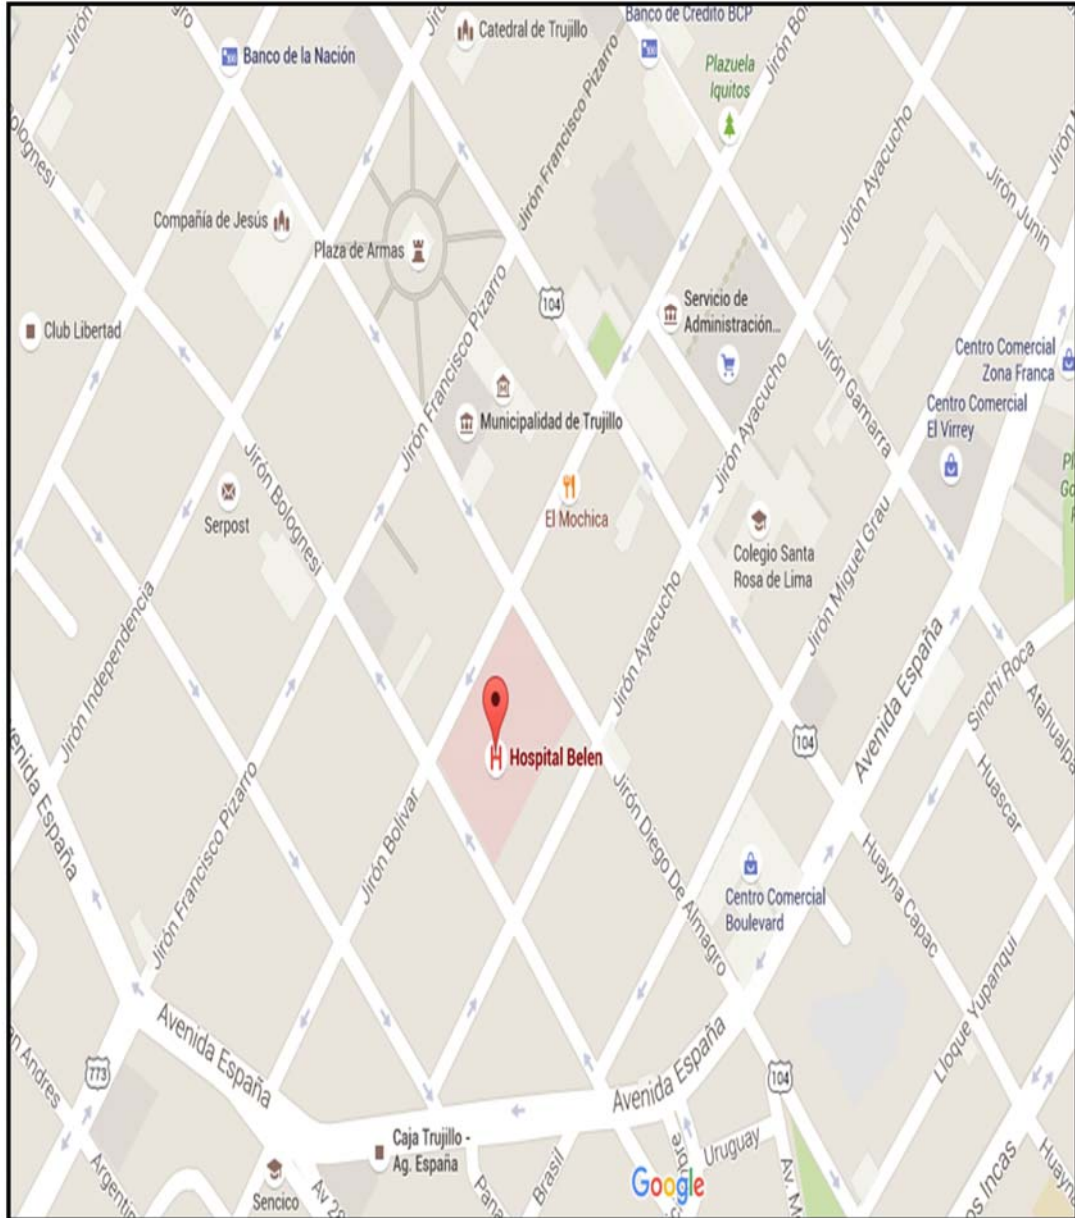 Banco de Credito BCP
Catedral de Trujillo
Banco de la Nación
Plazuela
Iquitos
Jirón Francisco Pizarro
Jirón Ayacucho
Jirón
Jirón Junin
Compañía de Jesús
Plaza de Armas
104
Servicio de
Administración...
Club Libertad
Jirón Francisco Pizarro
Jirón Gamarra
Centro Comercial
Zona Franca
Centro Comercial
El Virrey
Municipalidad de Trujillo
Jirón Ayacucho
Jirón Bolognesi
Serpost
El Mochica
Colegio Santa
Rosa de Lima
Jirón Miguel Grau
Jirón Independencia
Jirón Ayacucho
Avenida España
Sinchi Roca
Atahualpa
104
Hospital Belen
Huascar
Jirón Bolivar
Jirón Francisco Pizarro
Jirón Diego De Almagro
España
Centro Comercial
Boulevard
Huayna Capac
Lloque Yupanqui
Avenida España
Avenida España
773
104
Caja Trujillo -
Ag. España
Uruguay
Brasil
Sencico
Google
Incas